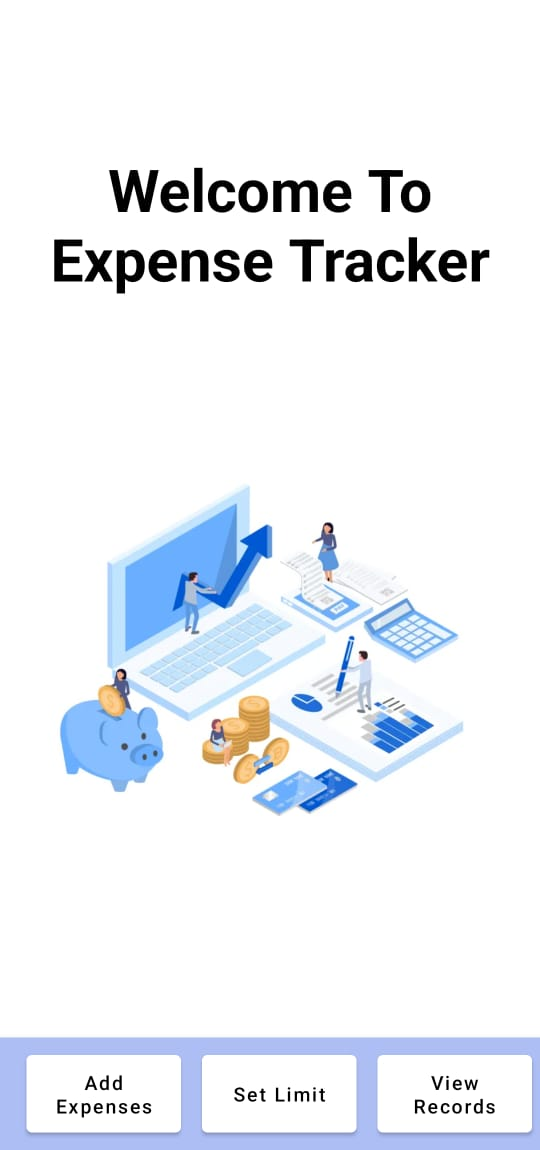 Welcome To
Expense Tracker
Add
Expenses
Set Limit
View
Records